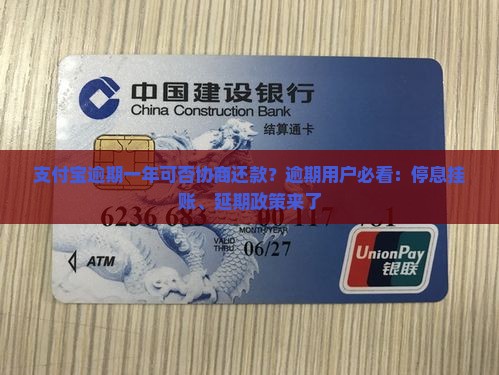 中国建设银行
China Construction Bank
结算通卡
支付宝逾期一年可否协商还款？逾期用户必看：停息挂
账、延期政策来了
MONTH/YEAR
VALID
THRU
06/27
ATM
UnionPay
银联